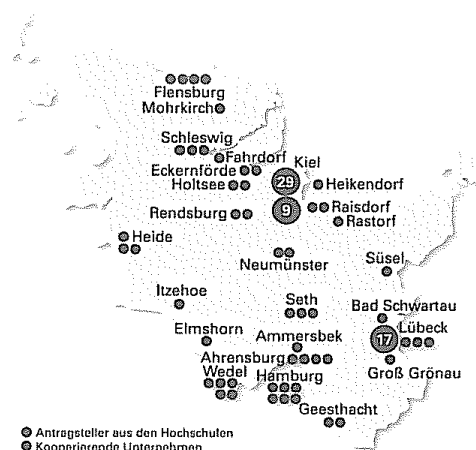 Flensburg
Mohrkirch
Schleswig
Fahrdorf
Kiel
Eckernförde
29
Holtsee
Heikendorf
9
Raisdorf
Rendsburg
Rastorf
Heide
Neumünster
Süsel
Itzehoe
Seth
Bad Schwartau
Elmshorn
Ammersbek
17
Lübeck
Ahrensburg
Groß Grönau
Wedel
Hamburg
Geesthacht
Antragsteller aus den Hochschulen
Kooperierende Unternehmen